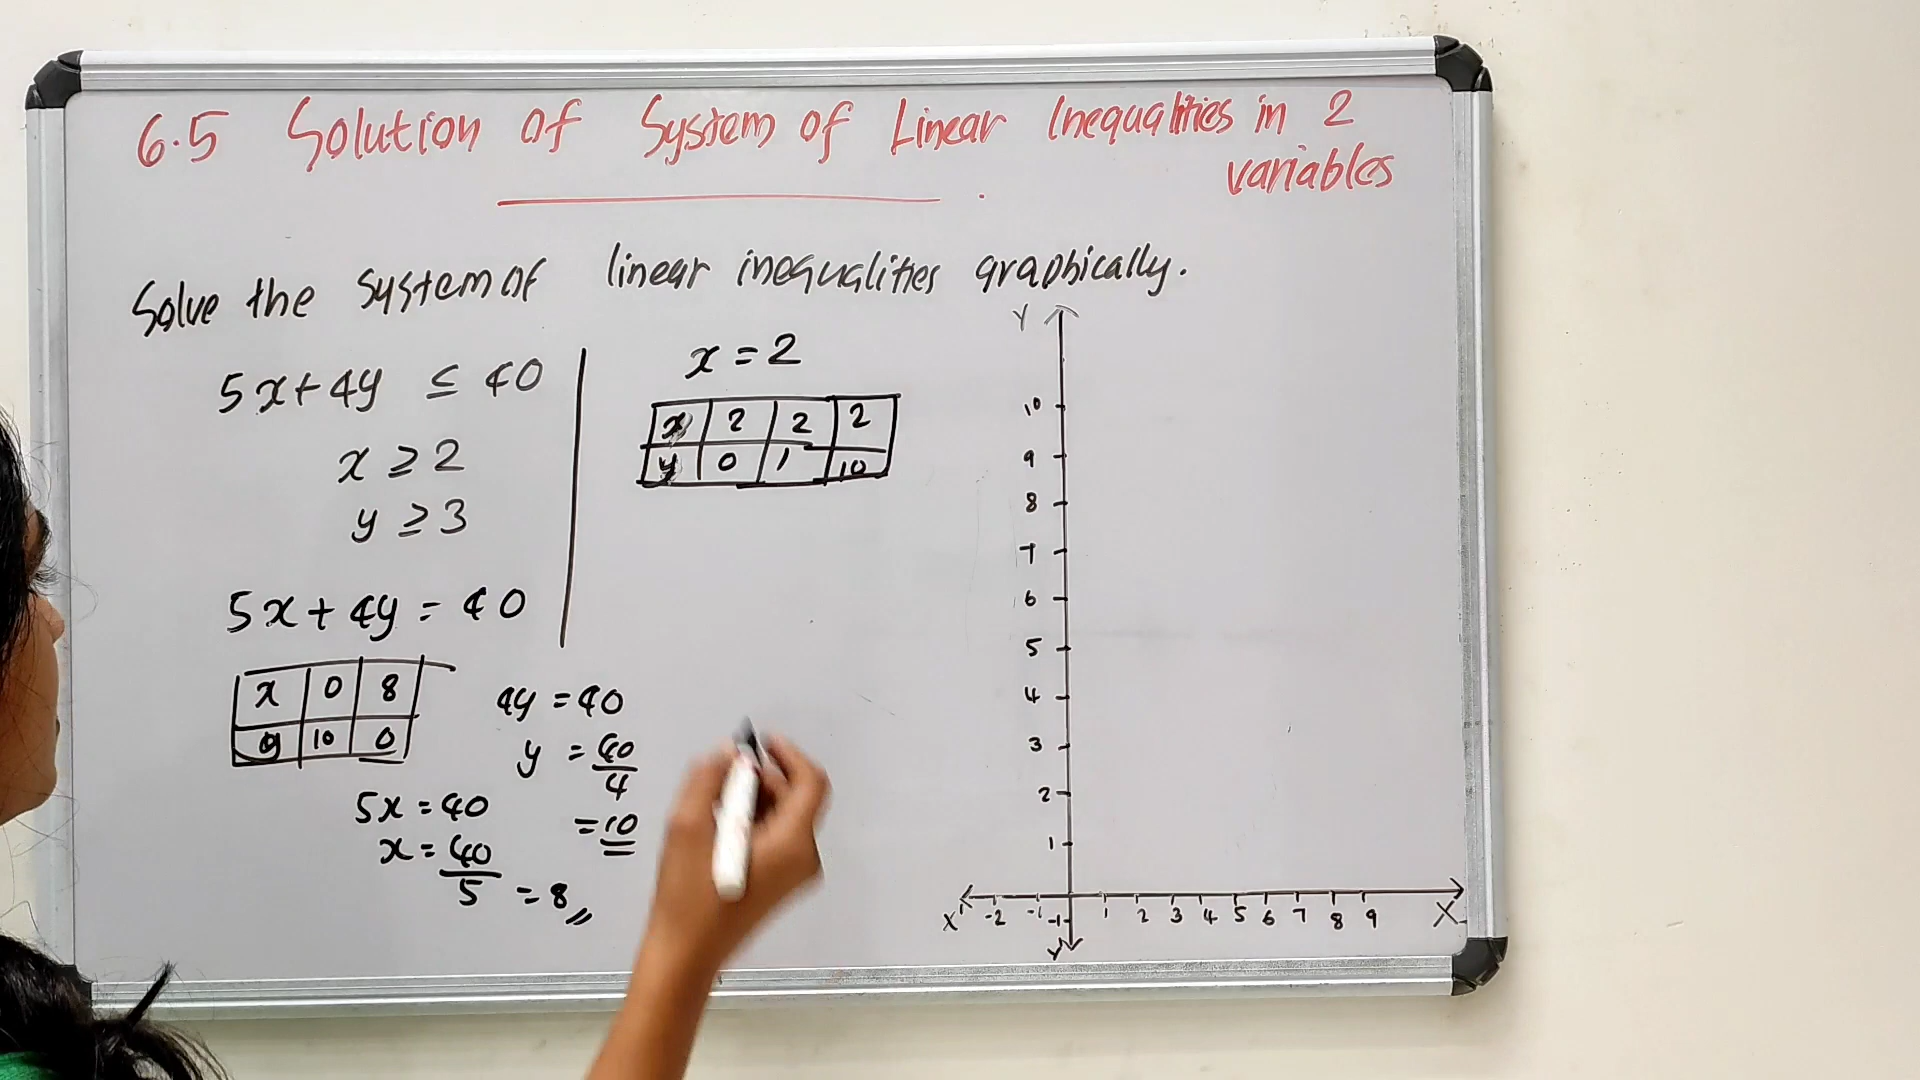 6.5 Solution of System of Linear Inequalities in 2
variables
Solve the system of linear inequalities graphically.
5x+4y ≤ 40
x ≥ 2
y ≥ 3
5x + 4y = 40
x 0 8
y 10 0
4y = 40
y = 40/4
= 10
5x = 40
x = 40/5 = 8
x = 2
x 2 2 2
y 0 1 10
Y
10
9
8
7
6
5
4
3
2
1
X' -2 -1 1 2 3 4 5 6 7 8 9 X
-1
Y'